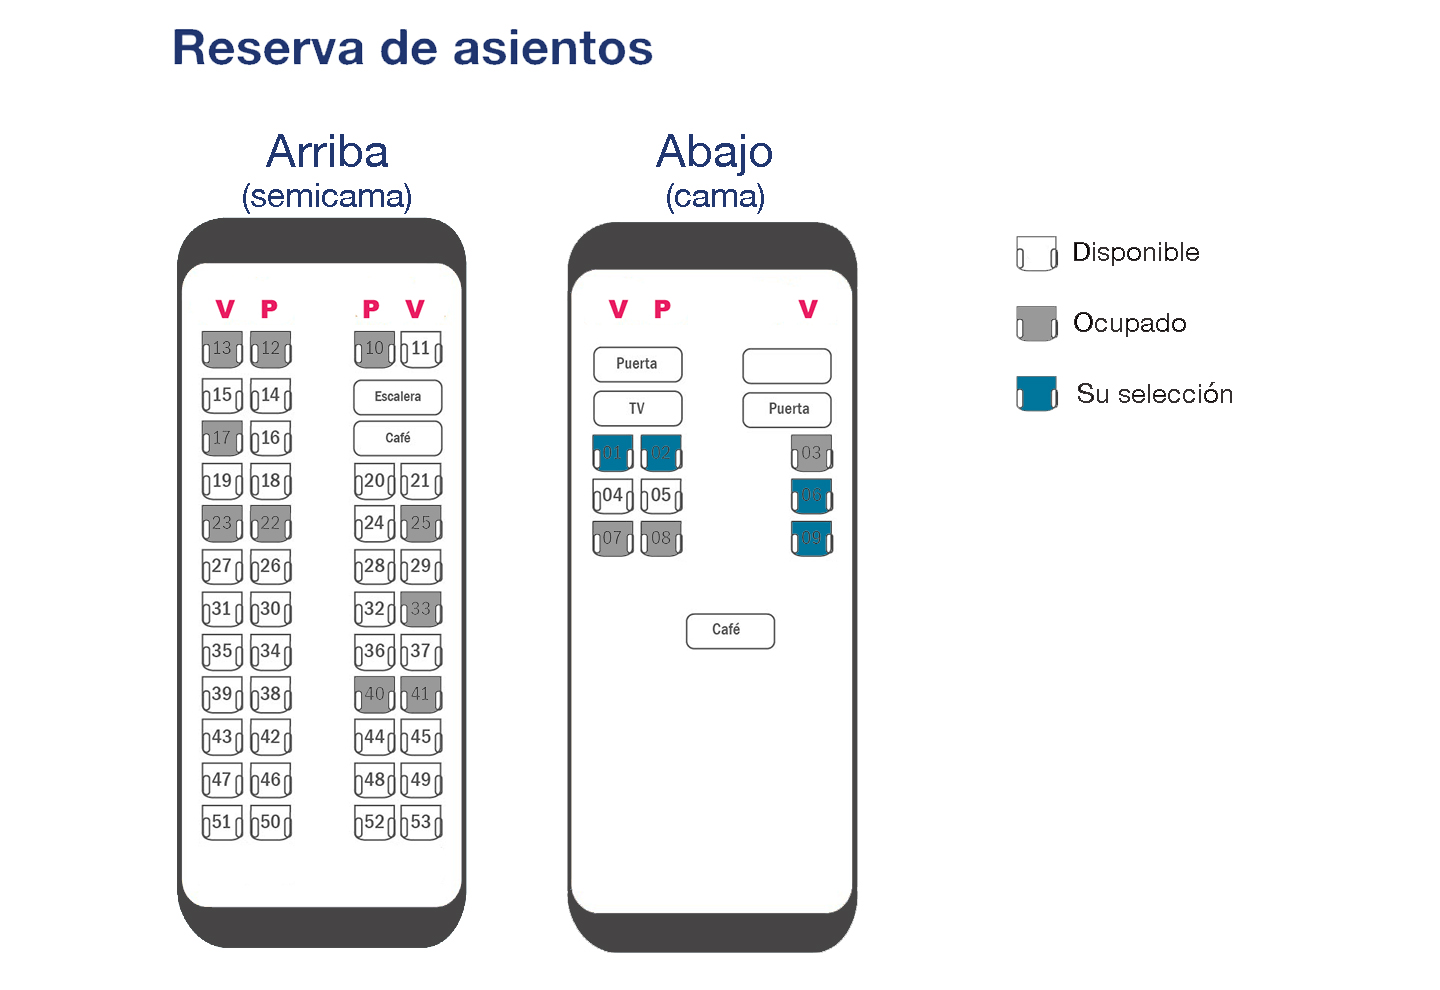 Reserva de asientos
Arriba
(semicama)
V P P V
13 12 10 11
15 14 Escalera
17 16 Café
19 18 20 21
23 22 24 25
27 26 28 29
31 30 32 33
35 34 36 37
39 38 40 41
43 42 44 45
47 46 48 49
51 50 52 53
Abajo
(cama)
V P V
Puerta
TV Puerta
01 02 03
04 05 06
07 08 09
Café
Disponible
Ocupado
Su selección